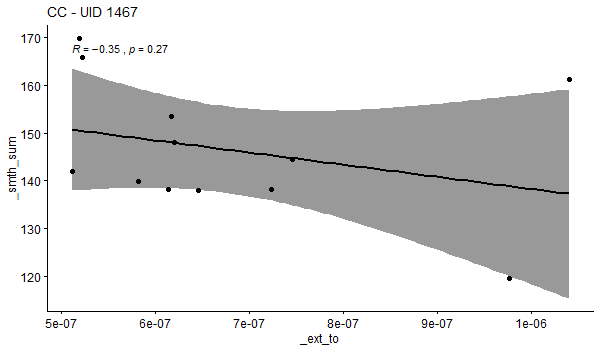 CC - UID 1467
R = −0.35 , p = 0.27
170
160
150
140
130
120
_smth_sum
5e-07 6e-07 7e-07 8e-07 9e-07 1e-06
_ext_to